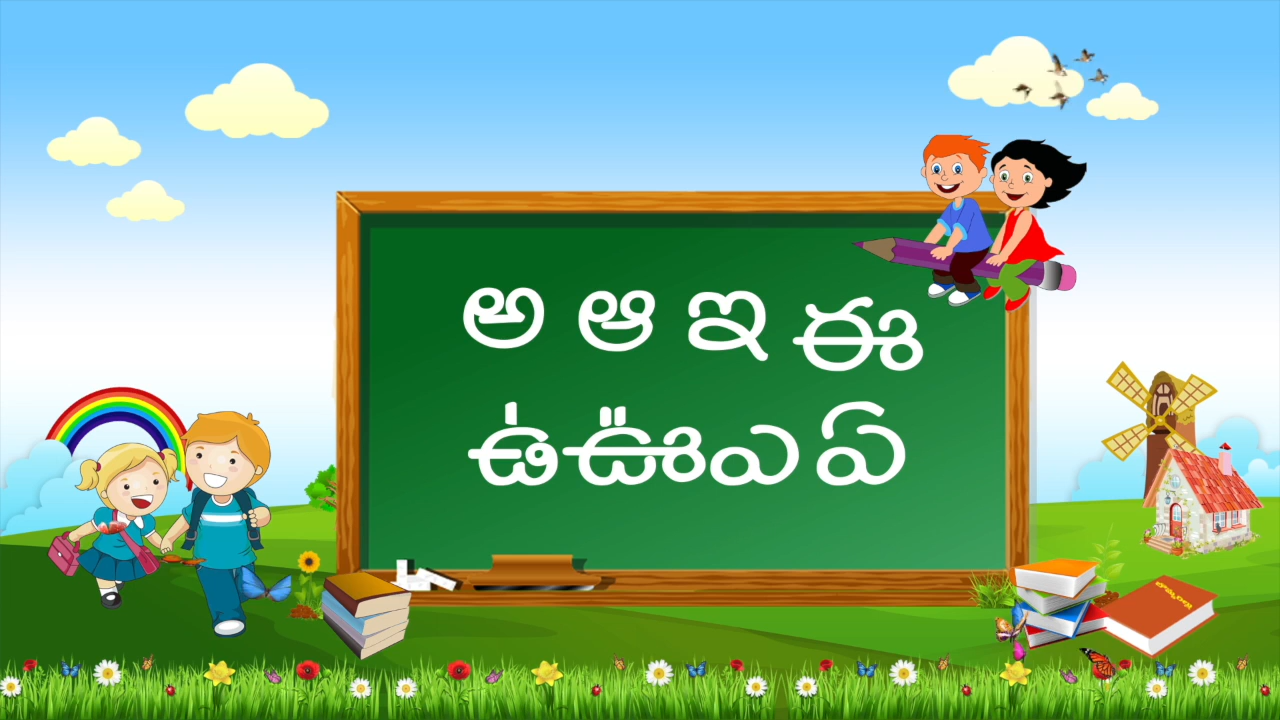 అ ఆ ఇ ఈ
ఉ ఊ ఎ ఏ